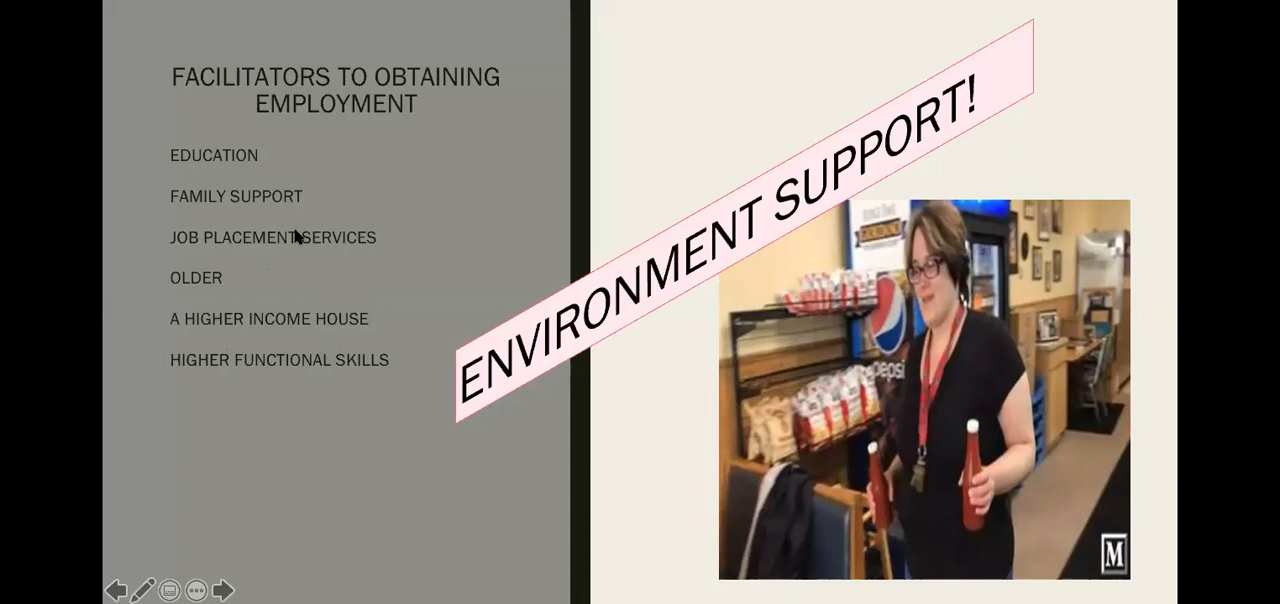 FACILITATORS TO OBTAINING
EMPLOYMENT
EDUCATION
FAMILY SUPPORT
JOB PLACEMENT SERVICES
OLDER
A HIGHER INCOME HOUSE
HIGHER FUNCTIONAL SKILLS
ENVIRONMENT SUPPORT!
pepsi
M